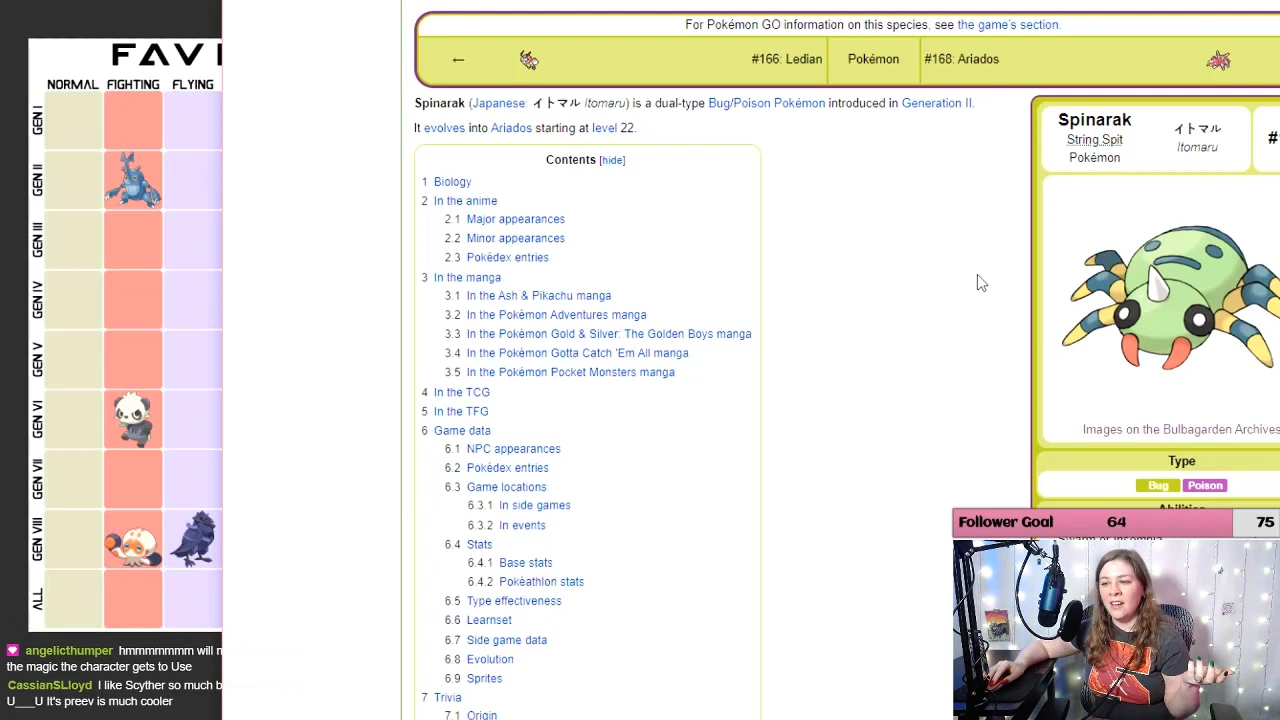 FAV
NORMAL FIGHTING FLYING
GEN I
GEN II
GEN III
GEN IV
GEN V
GEN VI
GEN VII
GEN VIII
ALL
angelicthumper hmmmmmmm will
the magic the character gets to Use
CassianSLloyd I like Scyther so much
U___U It's preev is much cooler
For Pokémon GO information on this species, see the game's section.
← #166: Ledian Pokémon #168: Ariados
Spinarak (Japanese: イトマル Itomaru) is a dual-type Bug/Poison Pokémon introduced in Generation II.
It evolves into Ariados starting at level 22.
Contents [hide]
1 Biology
2 In the anime
2.1 Major appearances
2.2 Minor appearances
2.3 Pokédex entries
3 In the manga
3.1 In the Ash & Pikachu manga
3.2 In the Pokémon Adventures manga
3.3 In the Pokémon Gold & Silver: The Golden Boys manga
3.4 In the Pokémon Gotta Catch 'Em All manga
3.5 In the Pokémon Pocket Monsters manga
4 In the TCG
5 In the TFG
6 Game data
6.1 NPC appearances
6.2 Pokédex entries
6.3 Game locations
6.3.1 In side games
6.3.2 In events
6.4 Stats
6.4.1 Base stats
6.4.2 Pokéathlon stats
6.5 Type effectiveness
6.6 Learnset
6.7 Side game data
6.8 Evolution
6.9 Sprites
7 Trivia
7.1 Origin
Spinarak
String Spit
Pokémon
イトマル
Itomaru
#
Images on the Bulbagarden Archives
Type
Bug Poison
Abilities
Swarm or Insomnia
Follower Goal 64 75